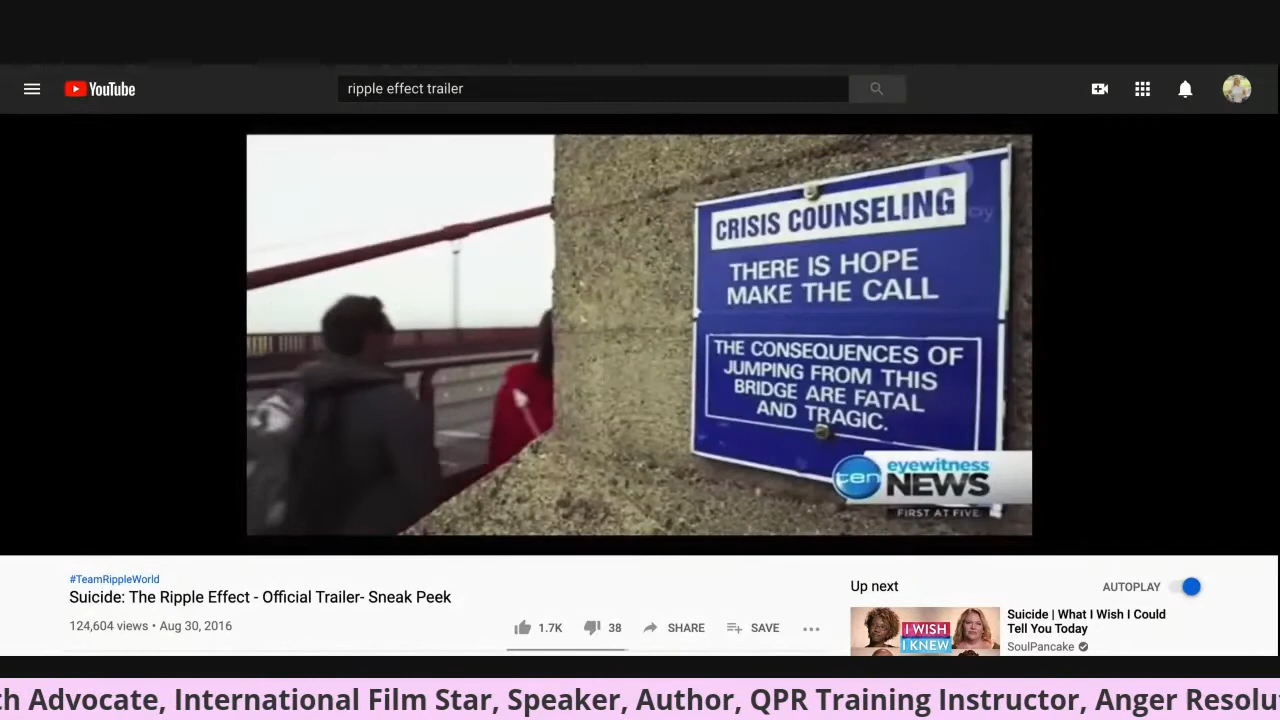 YouTube
ripple effect trailer
CRISIS COUNSELING
THERE IS HOPE
MAKE THE CALL
THE CONSEQUENCES OF
JUMPING FROM THIS
BRIDGE ARE FATAL
AND TRAGIC.
ten
eyewitness
NEWS
FIRST AT FIVE
#TeamRippleWorld
Suicide: The Ripple Effect - Official Trailer- Sneak Peek
124,604 views • Aug 30, 2016
1.7K
38
SHARE
SAVE
Up next
AUTOPLAY
I WISH
I KNEW
Suicide | What I Wish I Could
Tell You Today
SoulPancake
th Advocate, International Film Star, Speaker, Author, QPR Training Instructor, Anger Resolu